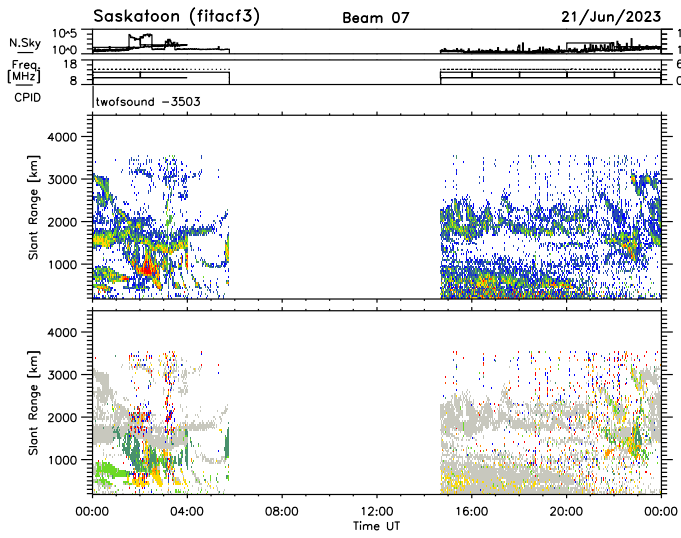 Saskatoon (fitacf3) Beam 07 21/Jun/2023
N.Sky 10^5 10^0
Freq. [MHz] 18 8
CPID twofsound -3503
Slant Range [km] 4000 3000 2000 1000
Slant Range [km] 4000 3000 2000 1000
00:00 04:00 08:00 12:00 16:00 20:00 00:00
Time UT